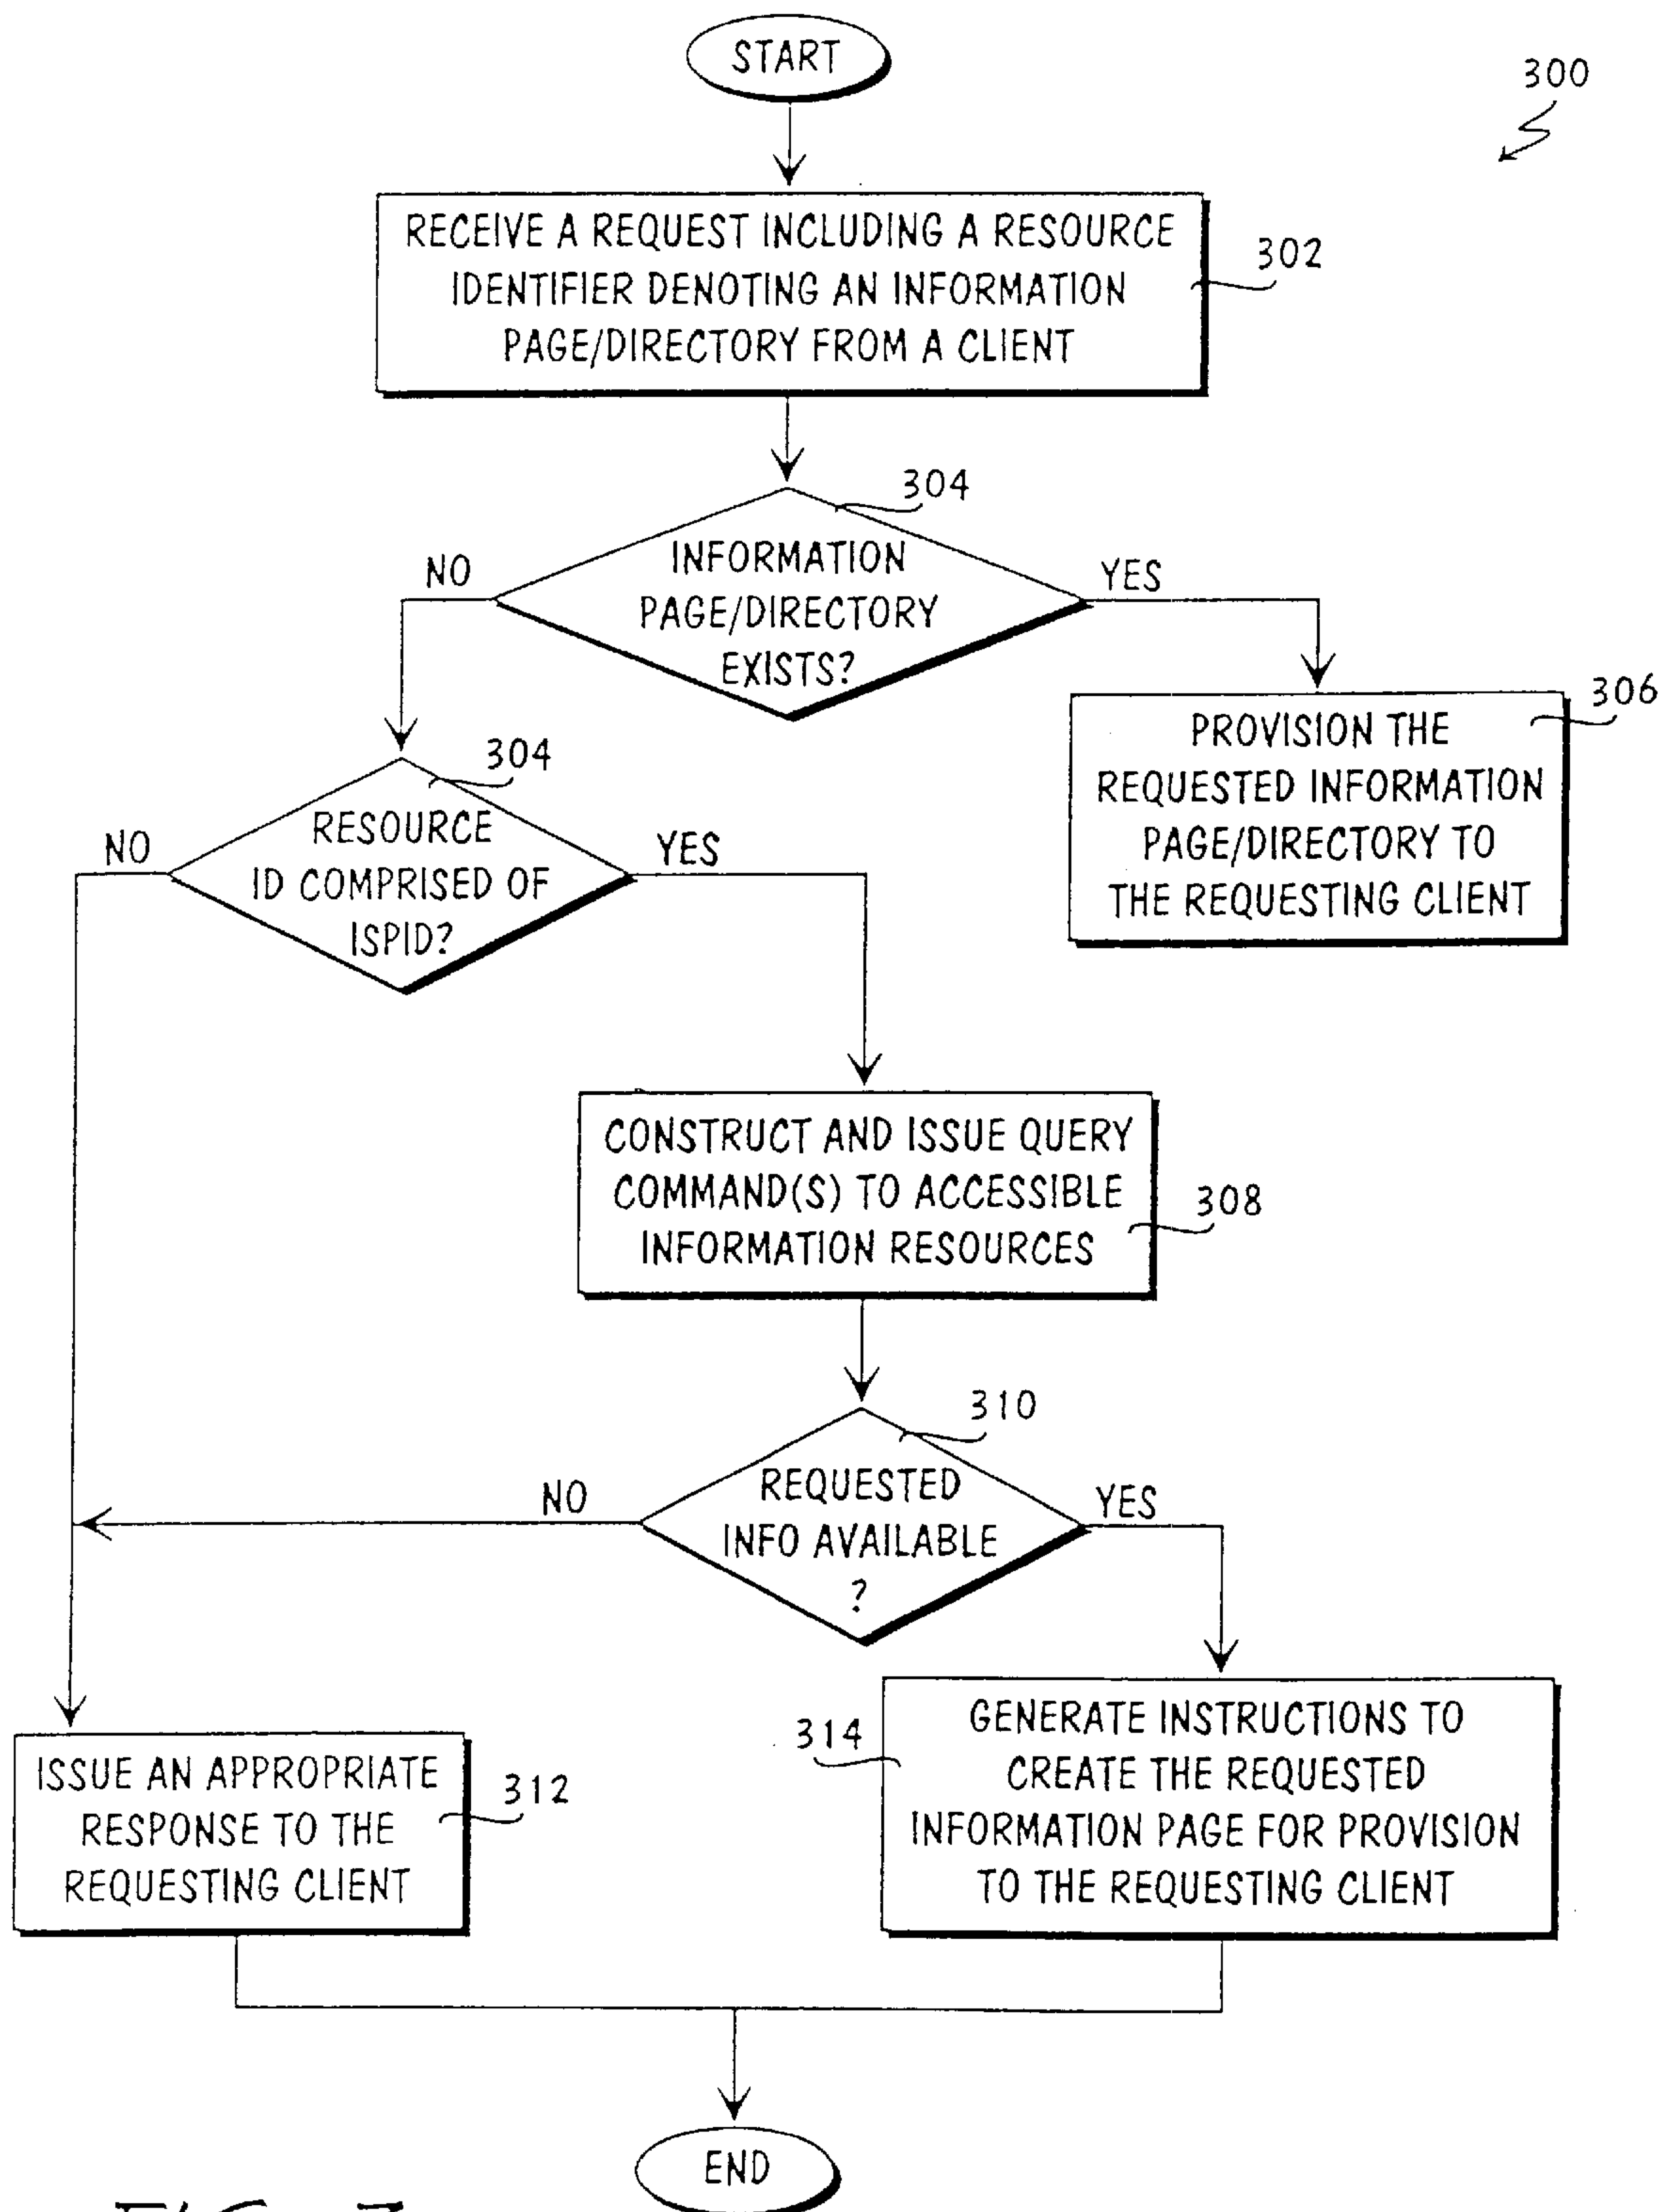 START
300
RECEIVE A REQUEST INCLUDING A RESOURCE
IDENTIFIER DENOTING AN INFORMATION
PAGE/DIRECTORY FROM A CLIENT
302
304
INFORMATION
PAGE/DIRECTORY
EXISTS?
NO
YES
306
PROVISION THE
REQUESTED INFORMATION
PAGE/DIRECTORY TO
THE REQUESTING CLIENT
304
RESOURCE
ID COMPRISED OF
ISPID?
NO
YES
CONSTRUCT AND ISSUE QUERY
COMMAND(S) TO ACCESSIBLE
INFORMATION RESOURCES
308
310
REQUESTED
INFO AVAILABLE
?
NO
YES
ISSUE AN APPROPRIATE
RESPONSE TO THE
REQUESTING CLIENT
312
314
GENERATE INSTRUCTIONS TO
CREATE THE REQUESTED
INFORMATION PAGE FOR PROVISION
TO THE REQUESTING CLIENT
END